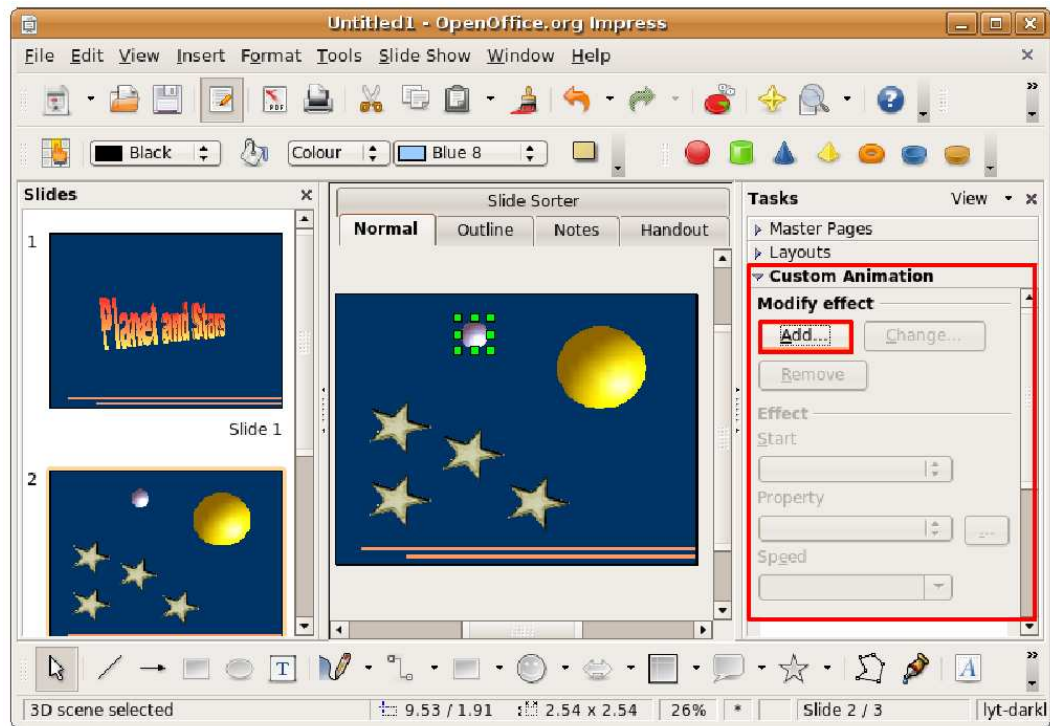 Untitled1 - OpenOffice.org Impress
File Edit View Insert Format Tools Slide Show Window Help
PDF
Black Colour Blue 8
Slides
1
Planet and Stars
Slide 1
2
Slide Sorter
Normal Outline Notes Handout
Tasks View
Master Pages
Layouts
Custom Animation
Modify effect
Add... Change...
Remove
Effect
Start
Property
...
Speed
T A
3D scene selected 9.53 / 1.91 2.54 x 2.54 26% * Slide 2 / 3 lyt-darkl